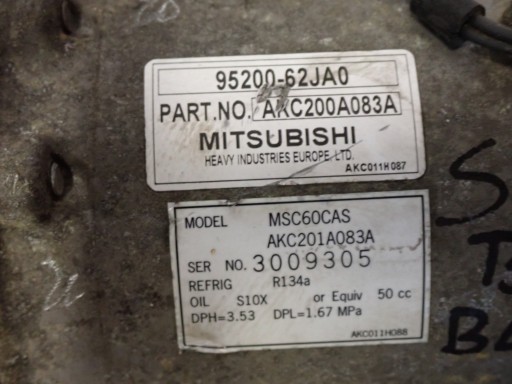 95200-62JA0
PART.NO. AKC200A083A
MITSUBISHI
HEAVY INDUSTRIES EUROPE, LTD.
AKC011H087
MODEL MSC60CAS
AKC201A083A
SER NO. 3009305
REFRIG R134a
OIL S10X or Equiv 50 cc
DPH=3.53 DPL=1.67 MPa
AKC011H088